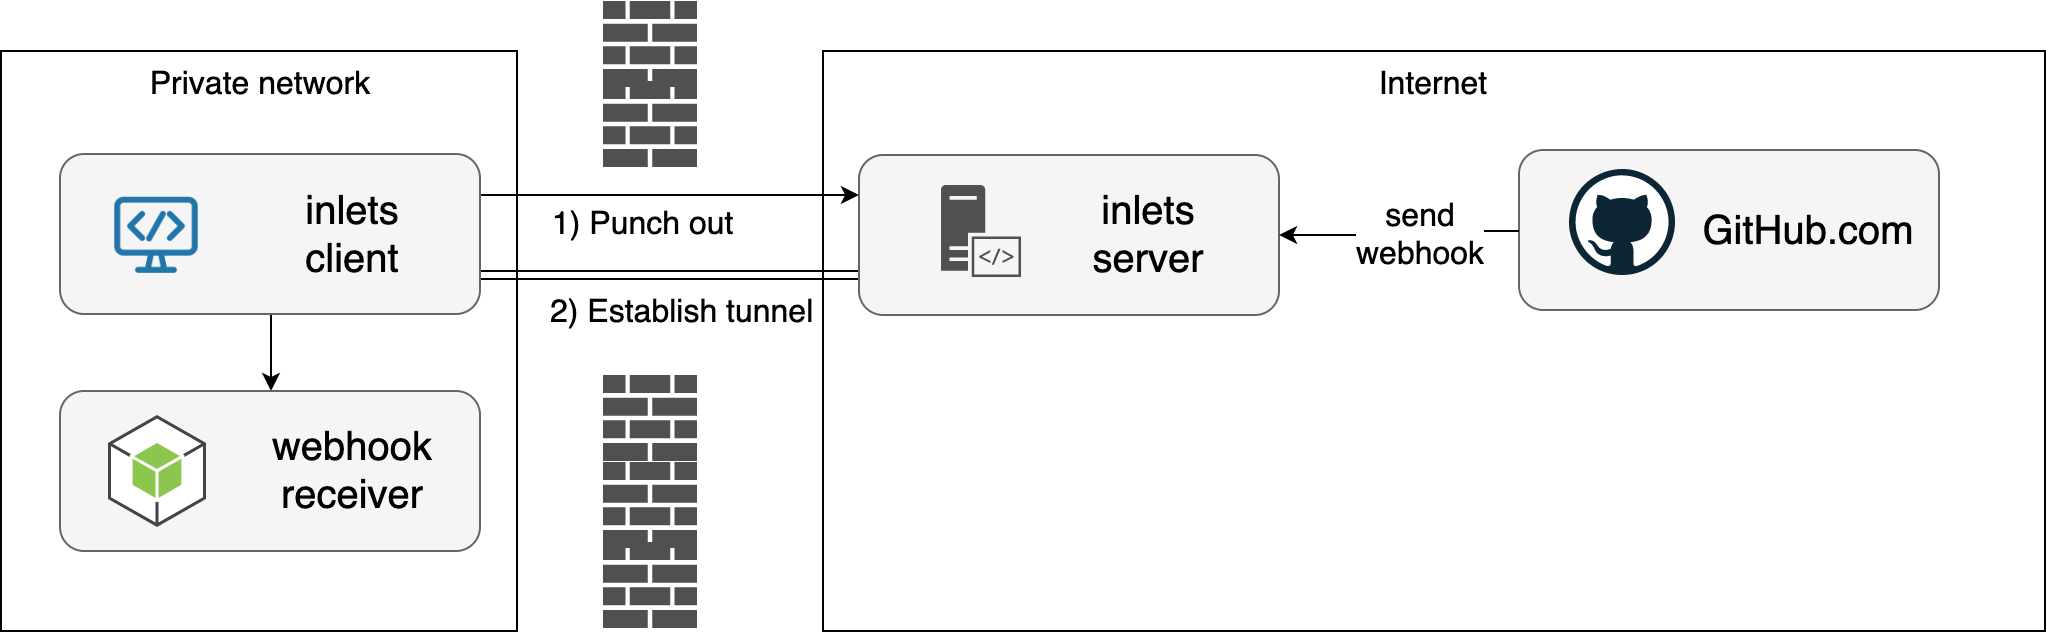 Private network
inlets
client
webhook
receiver
1) Punch out
2) Establish tunnel
Internet
inlets
server
</>
send
webhook
GitHub.com